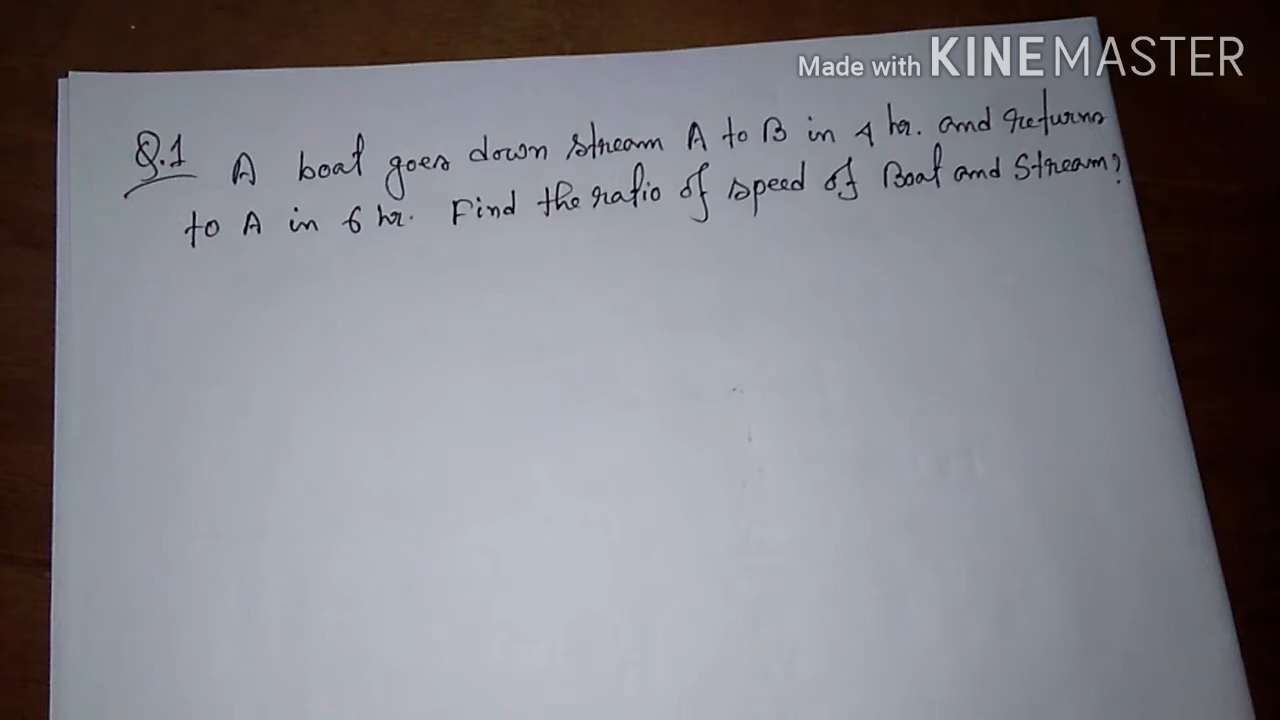 Made with KINEMASTER
Q.1 A boat goes down stream A to B in 4 hr. and returns
to A in 6 hr. Find the ratio of speed of Boat and Stream?